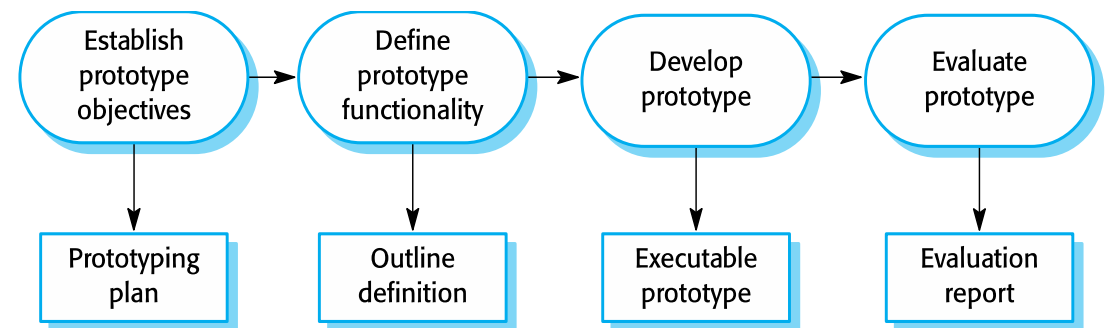 Establish
prototype
objectives
Define
prototype
functionality
Develop
prototype
Evaluate
prototype
Prototyping
plan
Outline
definition
Executable
prototype
Evaluation
report